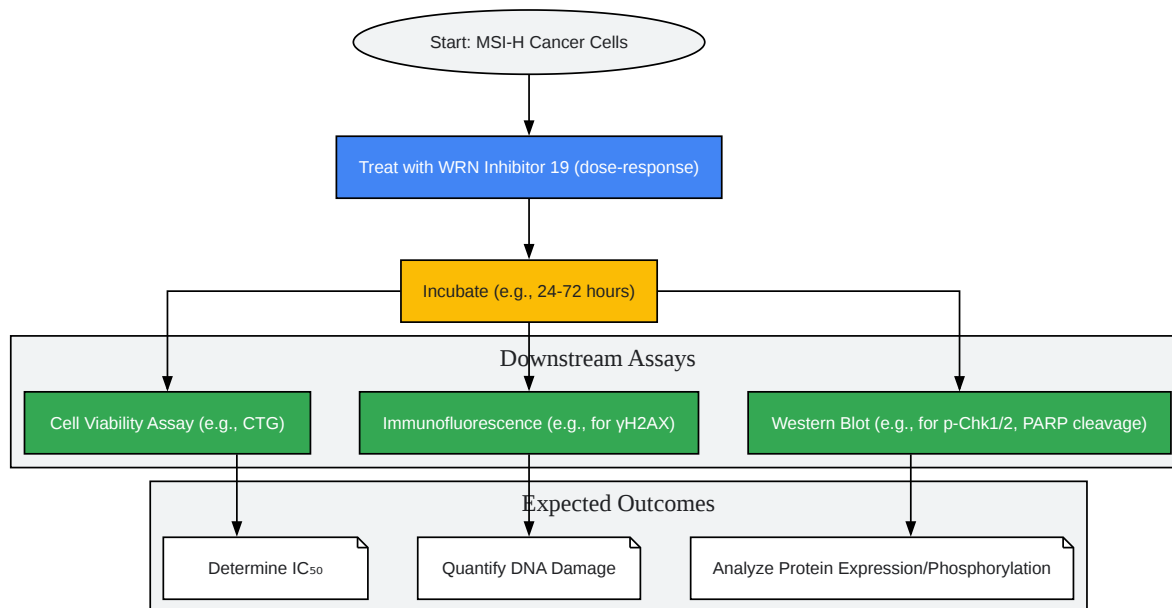 Start: MSI-H Cancer Cells
Treat with WRN Inhibitor 19 (dose-response)
Incubate (e.g., 24-72 hours)
Downstream Assays
Cell Viability Assay (e.g., CTG)
Immunofluorescence (e.g., for γH2AX)
Western Blot (e.g., for p-Chk1/2, PARP cleavage)
Expected Outcomes
Determine IC₅₀
Quantify DNA Damage
Analyze Protein Expression/Phosphorylation